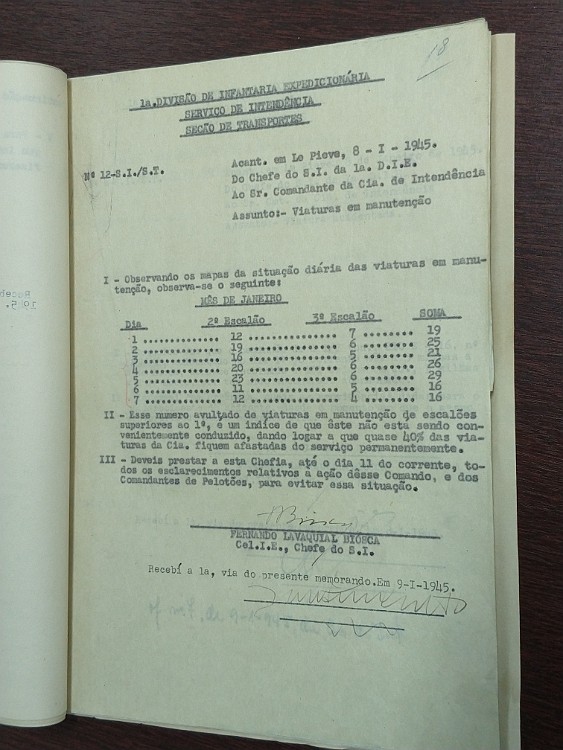 18
1a.DIVISÃO DE INFANTARIA EXPEDICIONÁRIA
SERVIÇO DE INTENDÊNCIA
SECÃO DE TRANSPORTES
Nº 12-S.I./S.T.
Acant. em Le Pieve, 8 - I - 1945.
Do Chefe do S.I. da 1a. D.I.E.
Ao Sr. Comandante da Cia. de Intendência
Assunto:- Viaturas em manutenção
I - Observando os mapas da situação diária das viaturas em manu-
tenção, observa-se o seguinte:
MÊS DE JANEIRO
Dia 2º Escalão 3º Escalão SOMA
1 12 7 19
2 19 6 25
3 16 5 21
4 20 6 26
5 23 6 29
6 11 5 16
7 12 4 16
II - Esse numero avultado de viaturas em manutenção de escalões
superiores ao 1º, e um indice de que êste não esta sendo con-
venientemente conduzido, dando logar a que quase 40% das via-
turas da Cia. fiquem afastadas do serviço permanentemente.
III - Deveis prestar a esta Chefia, até o dia 11 do corrente, to-
dos os esclarecimentos relativos a ação dêsse Comando, e dos
Comandantes de Pelotões, para evitar essa situação.
FERNANDO LAVAQUIAL BIOSCA
Cel.I.E., Chefe do S.I.
Recebí a 1a, via do presente memorando.Em 9-I-1945.